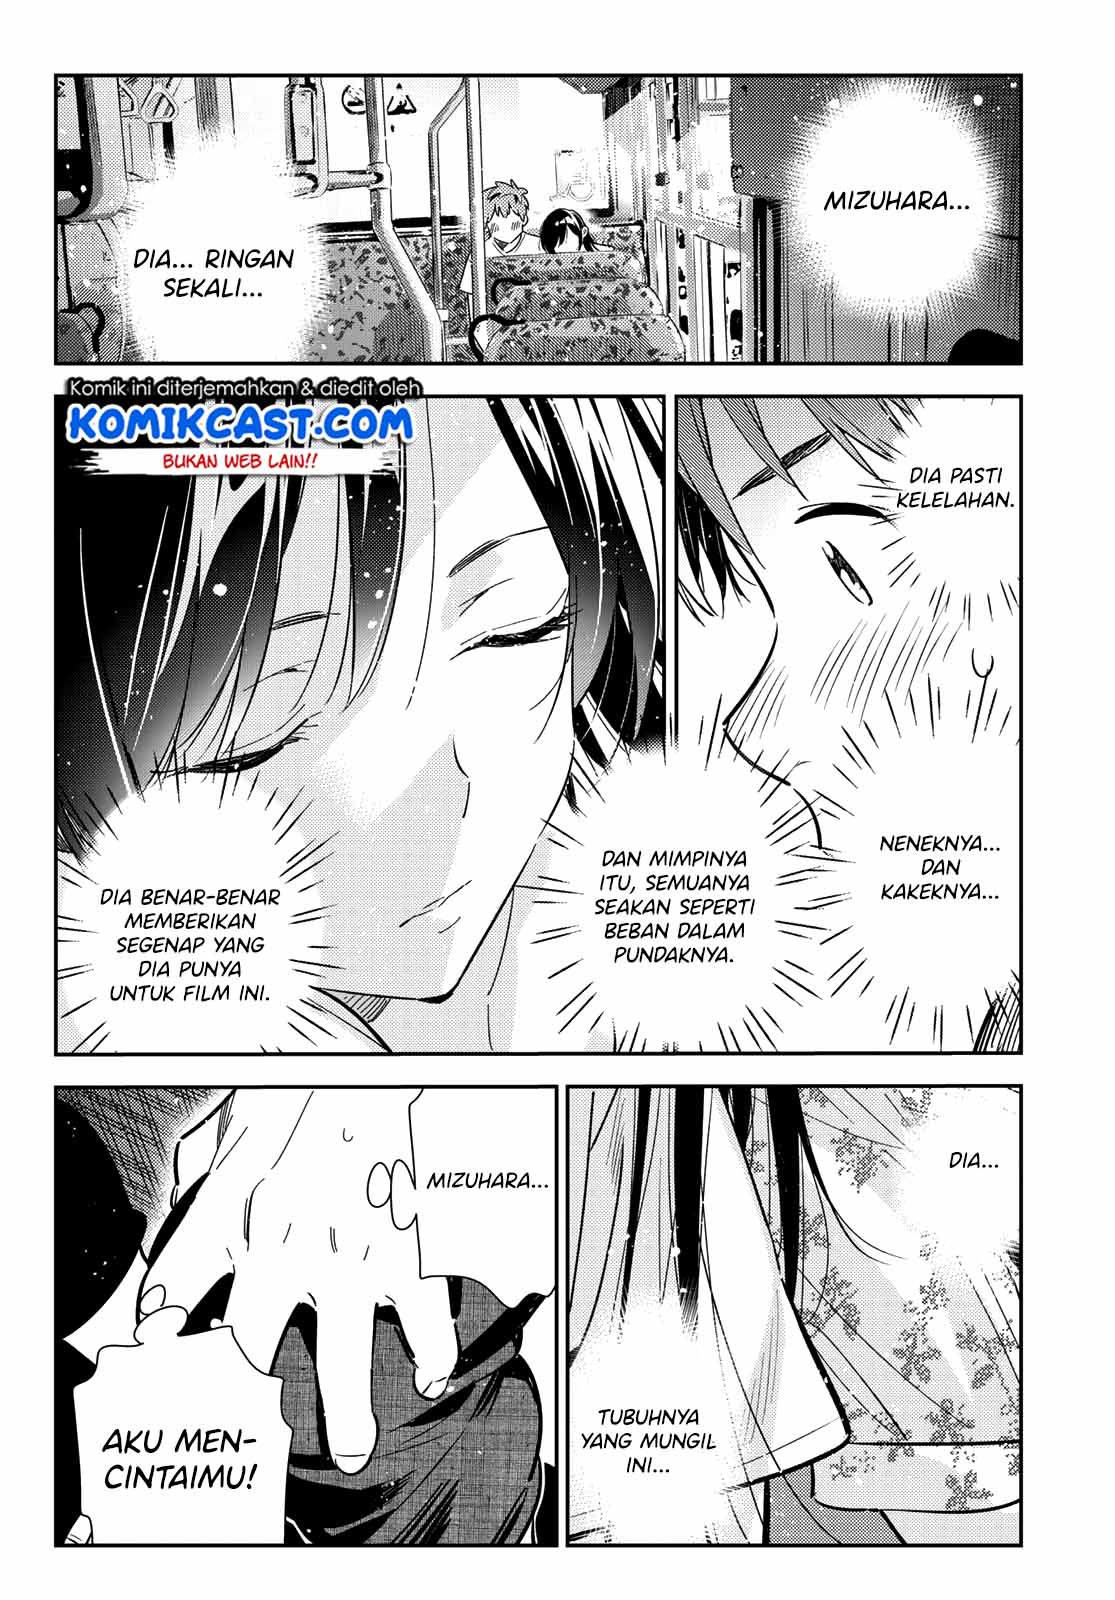 MIZUHARA...
DIA... RINGAN
SEKALI...
Komik ini diterjemahkan & diedit oleh
KOMIKCAST.COM
BUKAN WEB LAIN!!
DIA PASTI
KELELAHAN.
NENEKNYA...
DAN
KAKEKNYA...
DAN MIMPINYA
ITU, SEMUANYA
SEAKAN SEPERTI
BEBAN DALAM
PUNDAKNYA.
DIA BENAR-BENAR
MEMBERIKAN
SEGENAP YANG
DIA PUNYA
UNTUK FILM INI.
DIA...
TUBUHNYA
YANG MUNGIL
INI...
MIZUHARA...
AKU MEN-
CINTAIMU!